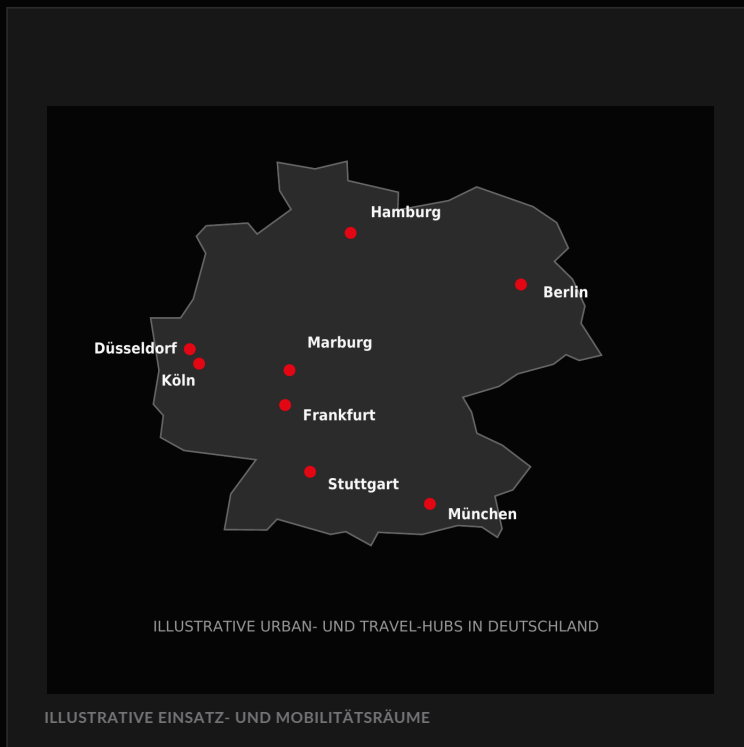 Hamburg
Berlin
Marburg
Düsseldorf
Köln
Frankfurt
Stuttgart
München
ILLUSTRATIVE URBAN- UND TRAVEL-HUBS IN DEUTSCHLAND
ILLUSTRATIVE EINSATZ- UND MOBILITÄTSRÄUME